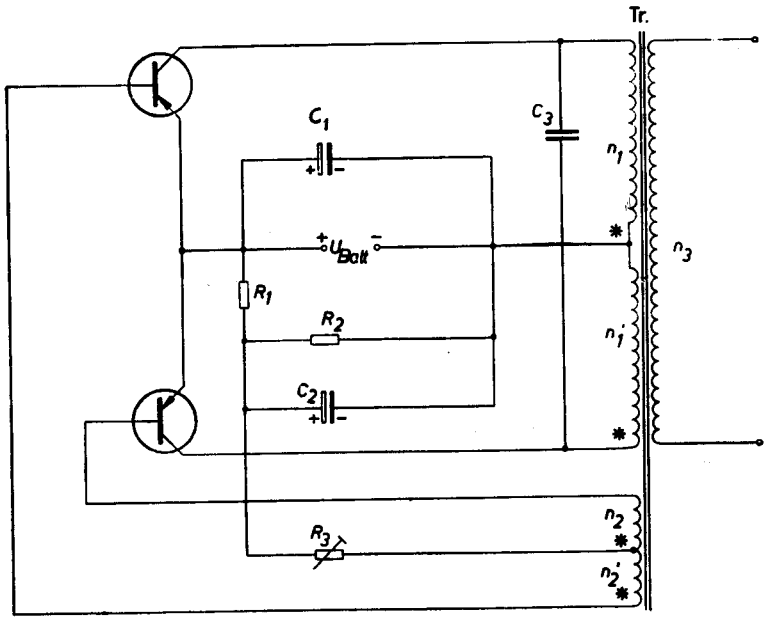 Tr.
C1
+ -
C3
n1
*
+ UBatt -
n3
R1
R2
n1'
C2
+ -
*
n2
R3
*
n2'
*